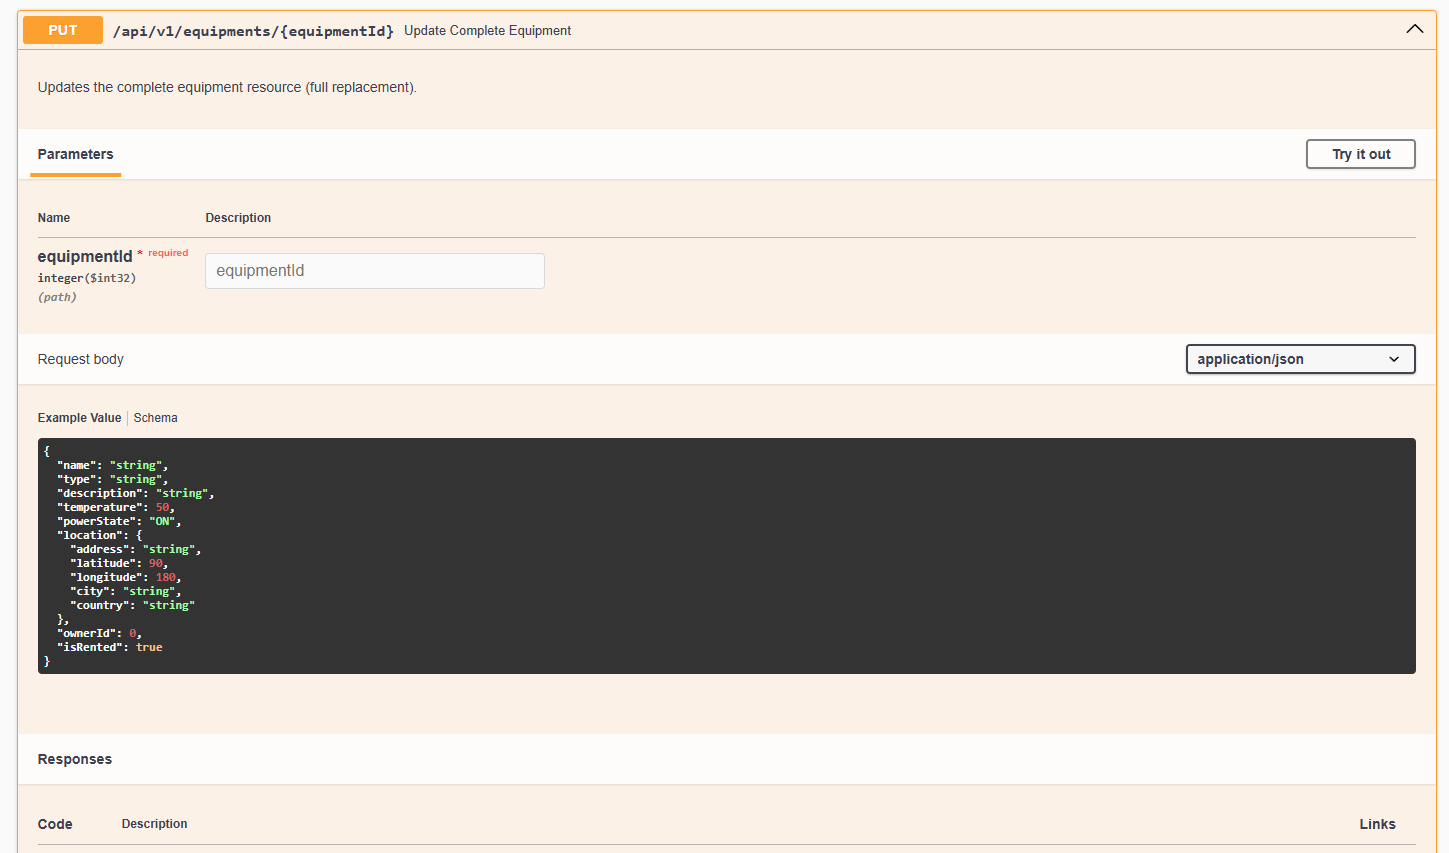 PUT /api/v1/equipments/{equipmentId} Update Complete Equipment
Updates the complete equipment resource (full replacement).
Parameters Try it out
Name Description
equipmentId * required
integer($int32)
(path)
equipmentId
Request body application/json
Example Value Schema
{
  "name": "string",
  "type": "string",
  "description": "string",
  "temperature": 50,
  "powerState": "ON",
  "location": {
    "address": "string",
    "latitude": 90,
    "longitude": 180,
    "city": "string",
    "country": "string"
  },
  "ownerId": 0,
  "isRented": true
}
Responses
Code Description Links